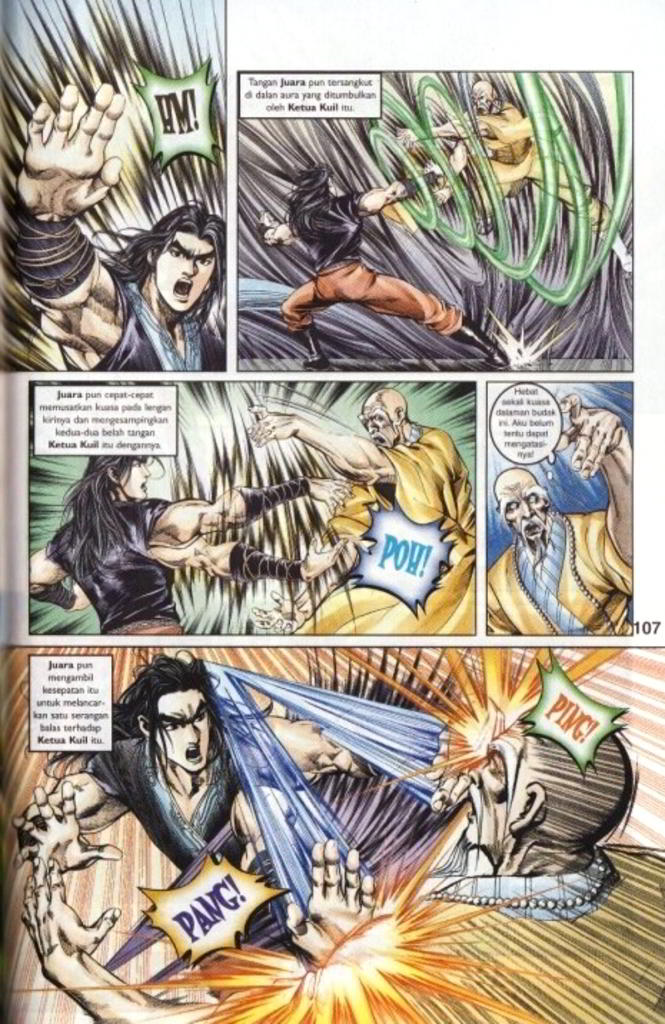 HM!
Tangan Juara pun tersangkut
di dalan aura yang ditumbulkan
oleh Ketua Kuil itu.
Juara pun cepat-cepat
memusatkan kuasa pada lengan
kirinya dan mengesampingkan
kedua-dua belah tangan
Ketua Kuil itu dengannya.
POH!
Hebat
sekali kuasa
dalaman budak
ini. Aku belum
tentu dapat
mengatasi-
nya!
107
Juara pun
mengambil
kesepatan itu
untuk melancar-
kan satu serangan
balas terhadap
Ketua Kuil itu.
PING!
PANG!